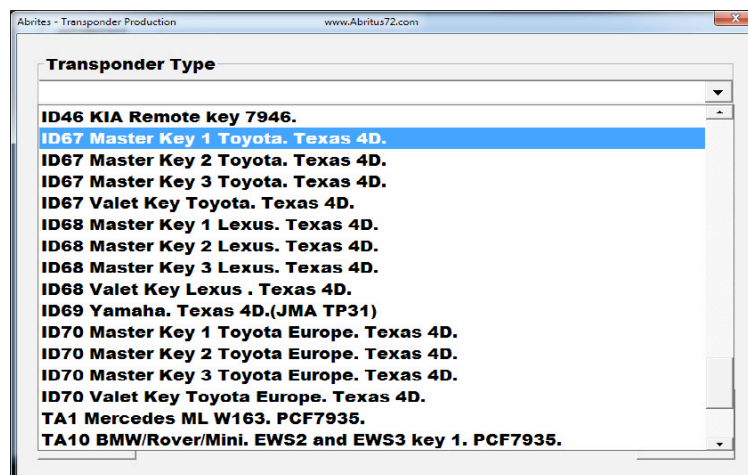 Abrites - Transponder Production www.Abritus72.com
Transponder Type
ID46 KIA Remote key 7946.
ID67 Master Key 1 Toyota. Texas 4D.
ID67 Master Key 2 Toyota. Texas 4D.
ID67 Master Key 3 Toyota. Texas 4D.
ID67 Valet Key Toyota. Texas 4D.
ID68 Master Key 1 Lexus. Texas 4D.
ID68 Master Key 2 Lexus. Texas 4D.
ID68 Master Key 3 Lexus. Texas 4D.
ID68 Valet Key Lexus . Texas 4D.
ID69 Yamaha. Texas 4D.(JMA TP31)
ID70 Master Key 1 Toyota Europe. Texas 4D.
ID70 Master Key 2 Toyota Europe. Texas 4D.
ID70 Master Key 3 Toyota Europe. Texas 4D.
ID70 Valet Key Toyota Europe. Texas 4D.
TA1 Mercedes ML W163. PCF7935.
TA10 BMW/Rover/Mini. EWS2 and EWS3 key 1. PCF7935.